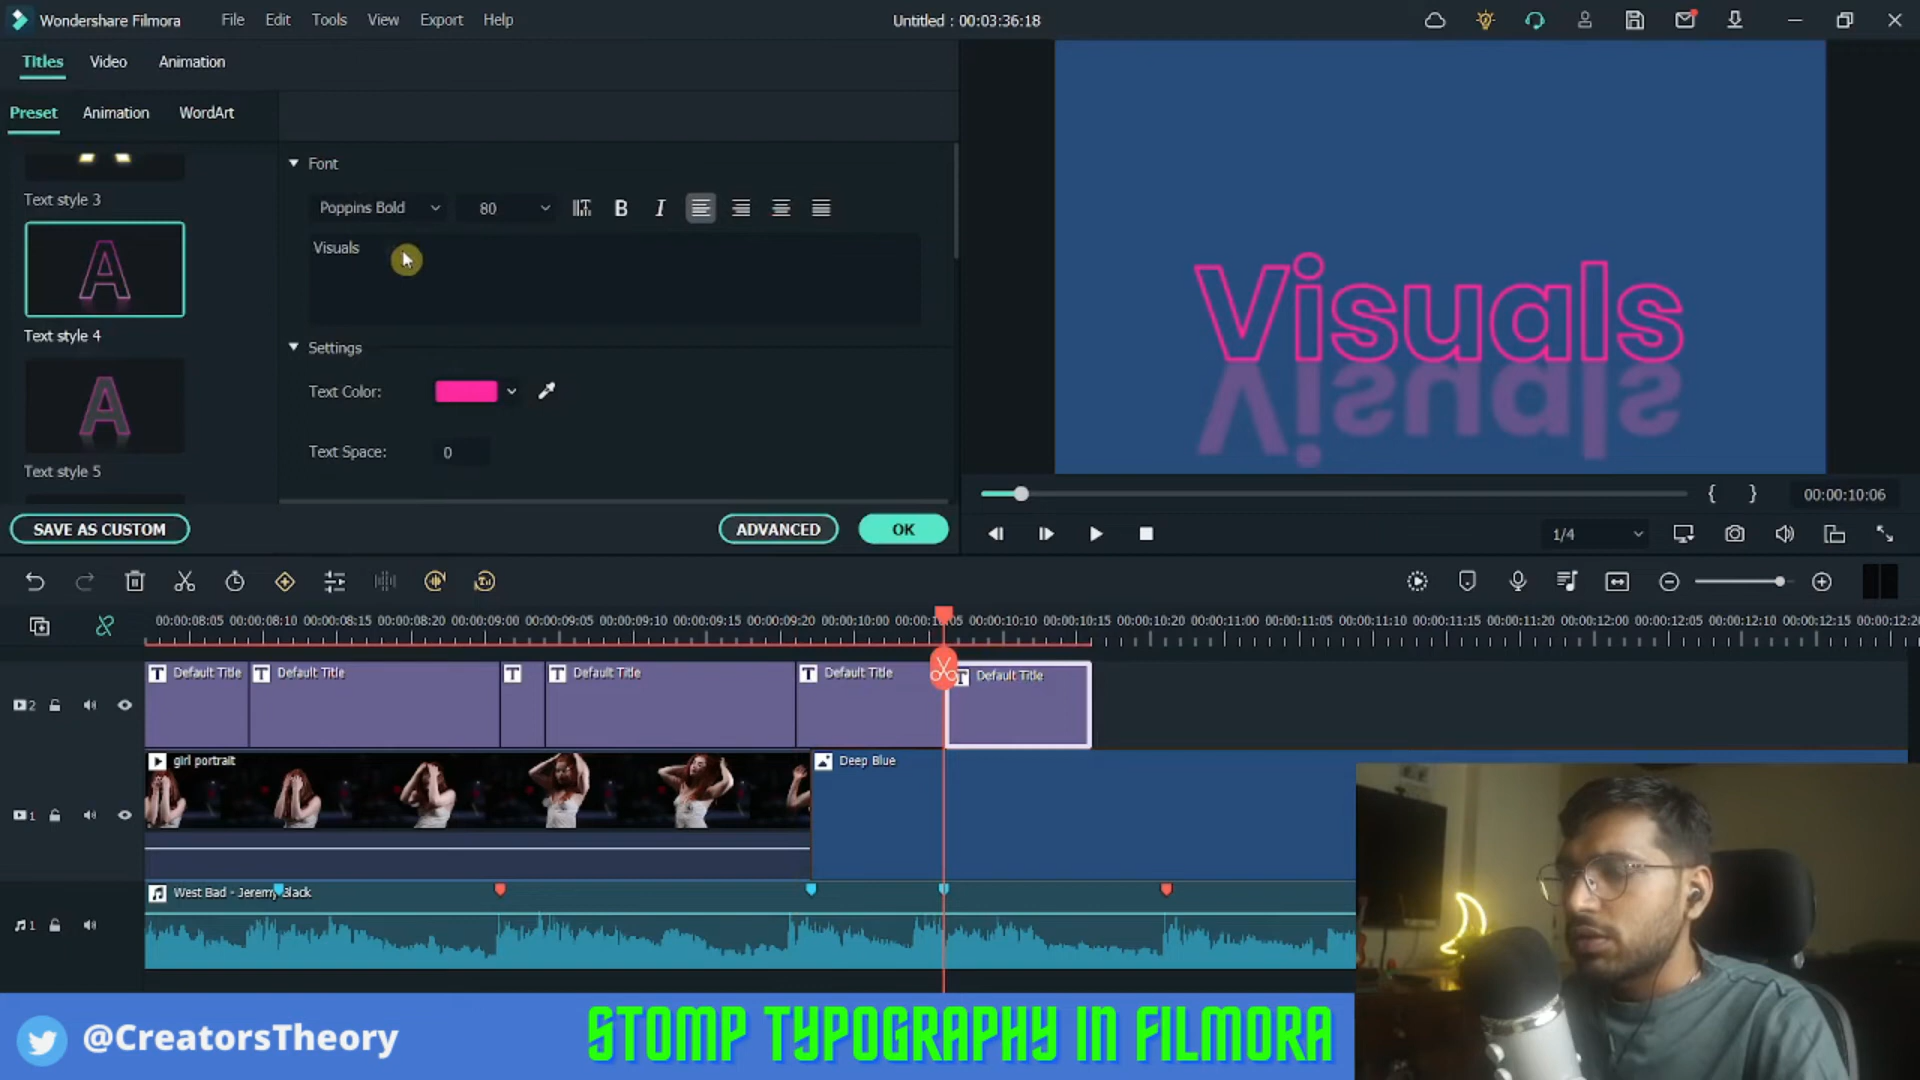 Wondershare Filmora File Edit Tools View Export Help Untitled : 00:03:36:18
Titles Video Animation
Preset Animation WordArt
Font
Text style 3
Poppins Bold 80 B I
Visuals
Text style 4
Settings
Text Color:
Text Space: 0
Text style 5
SAVE AS CUSTOM ADVANCED OK
Visuals
Visuals
{ } 00:00:10:06
1/4
00:00:08:05 00:00:08:10 00:00:08:15 00:00:08:20 00:00:09:00 00:00:09:05 00:00:09:10 00:00:09:15 00:00:09:20 00:00:10:00 00:00:10:10 00:00:10:15 00:00:10:20 00:00:11:00 00:00:11:05 00:00:11:10 00:00:11:15 00:00:11:20 00:00:12:00 00:00:12:05 00:00:12:10 00:00:12:15
T Default Title T Default Title T T Default Title T Default Title T Default Title
2
girl portrait Deep Blue
1
West Bad - Jeremy Black
1
@CreatorsTheory STOMP TYPOGRAPHY IN FILMORA